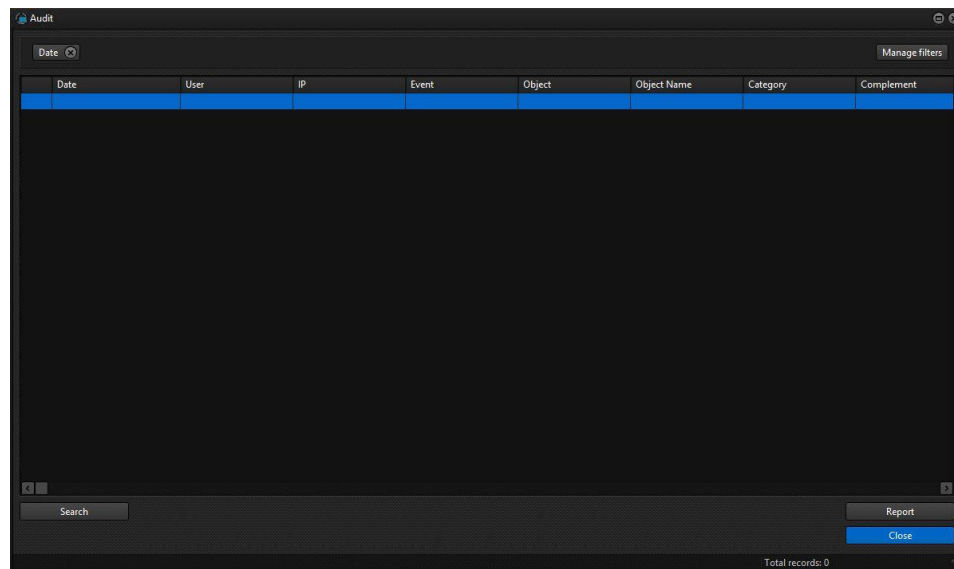 Audit
Date Manage filters
Date User IP Event Object Object Name Category Complement
Search Report
Close
Total records: 0